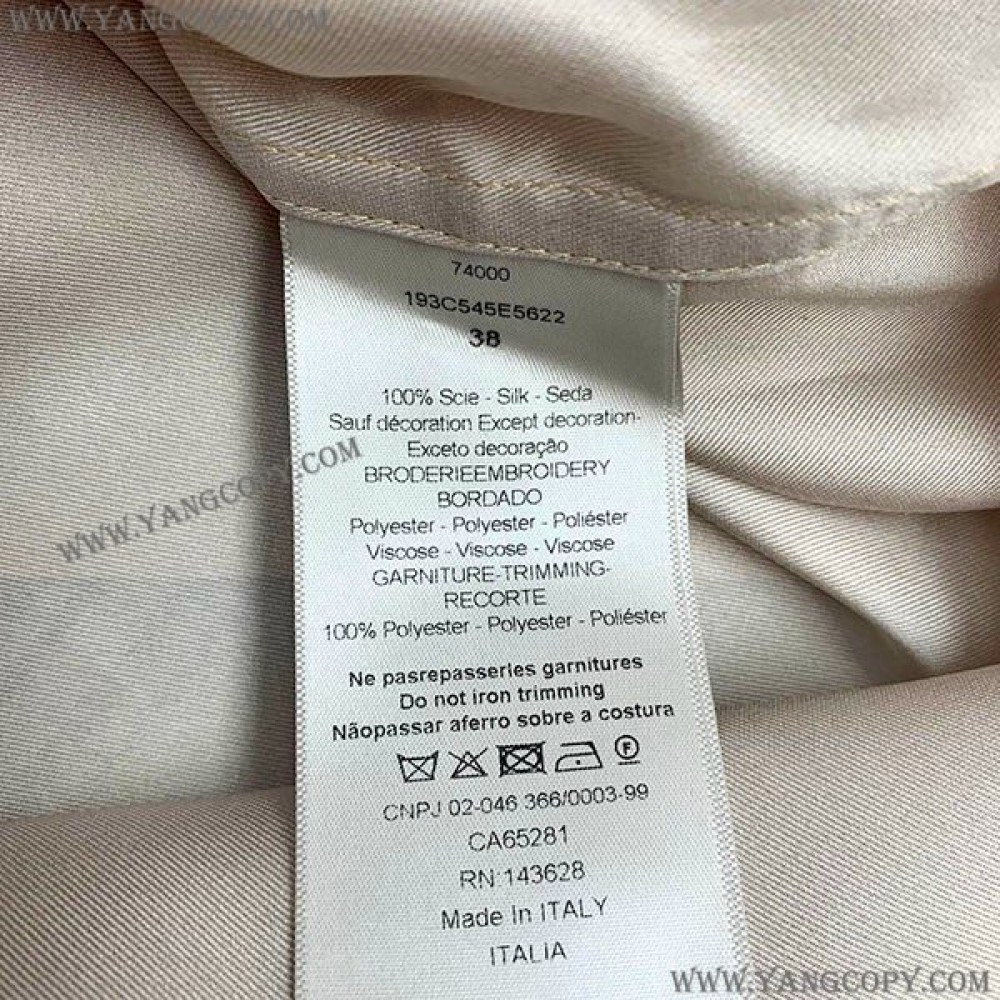 WWW.YANGCOPY.COM
74000
193C545E5622
38
100% Scie - Silk - Seda
Sauf décoration Except decoration-
Exceto decoração
BRODERIEEMBROIDERY
BORDADO
Polyester - Polyester - Poliéster
Viscose - Viscose - Viscose
GARNITURE-TRIMMING-
RECORTE
100% Polyester - Polyester - Poliéster
WWW.YANGCOPY.COM
Ne pasrepasserles garnitures
Do not iron trimming
Nãopassar aferro sobre a costura
F
CNPJ 02-046 366/0003-99
CA65281
RN 143628
Made In ITALY
ITALIA
WWW.YANGCOPY.COM